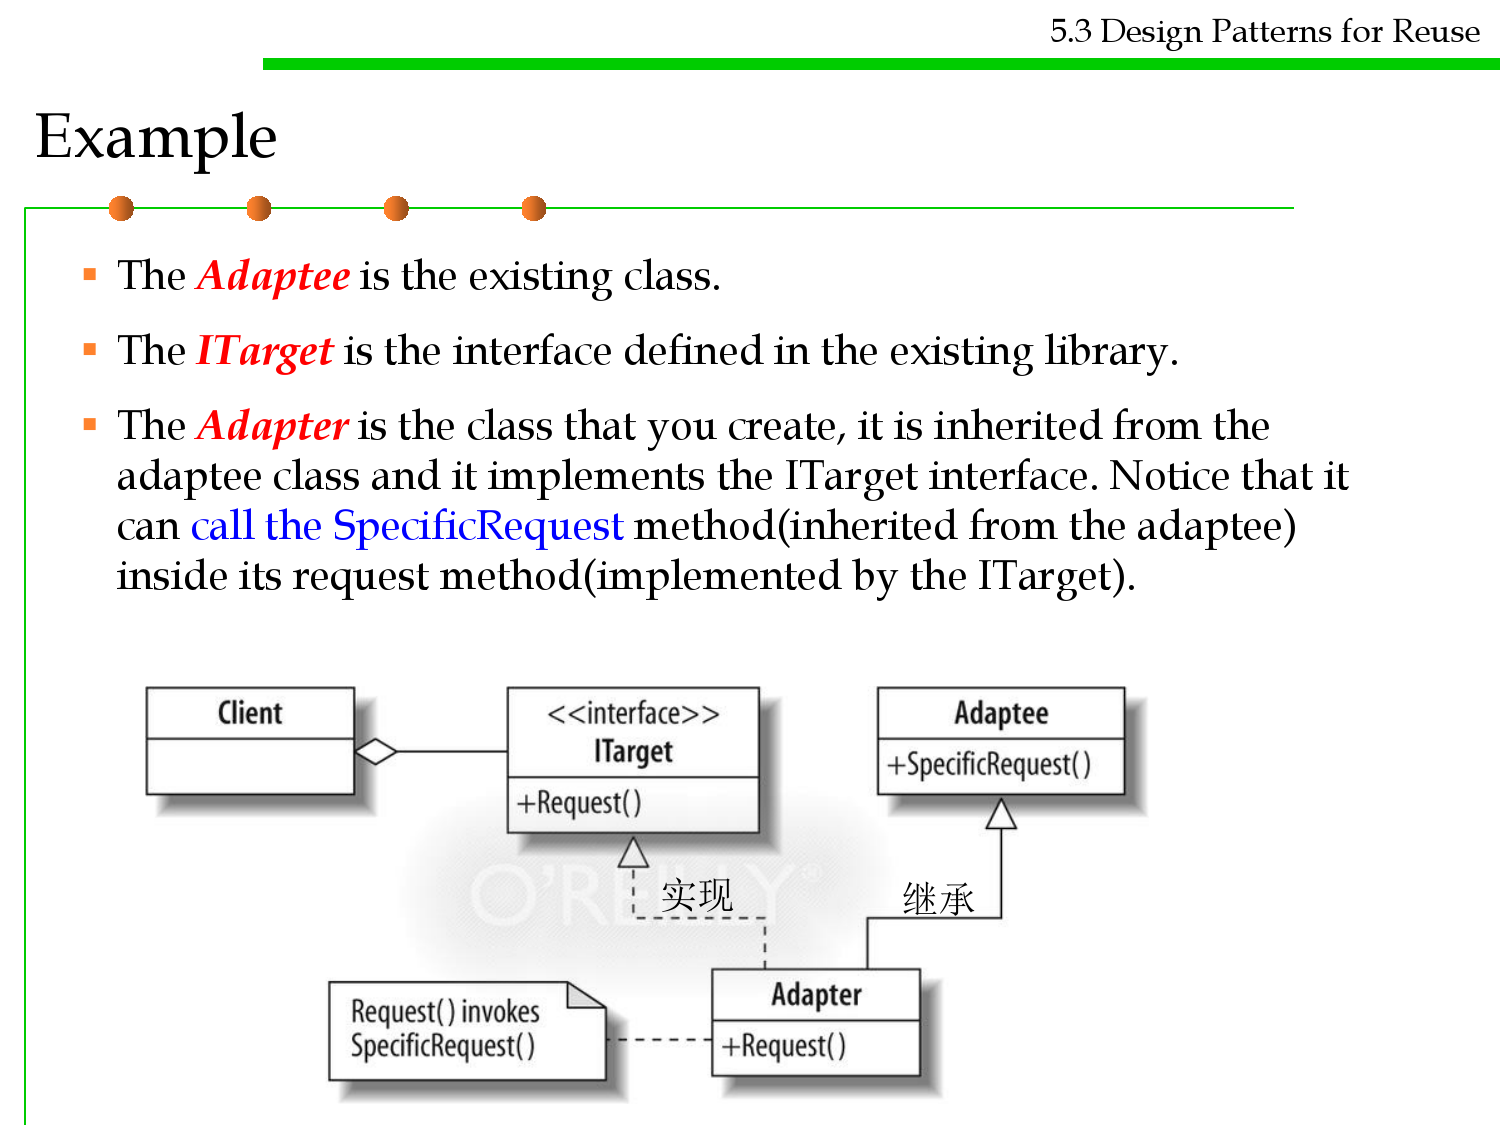 5.3 Design Patterns for Reuse
Example
The Adaptee is the existing class.
The ITarget is the interface defined in the existing library.
The Adapter is the class that you create, it is inherited from the
adaptee class and it implements the ITarget interface. Notice that it
can call the SpecificRequest method(inherited from the adaptee)
inside its request method(implemented by the ITarget).
Client
<<interface>>
ITarget
+Request()
Adaptee
+SpecificRequest()
O'REILLY®
实现
继承
Request() invokes
SpecificRequest()
Adapter
+Request()